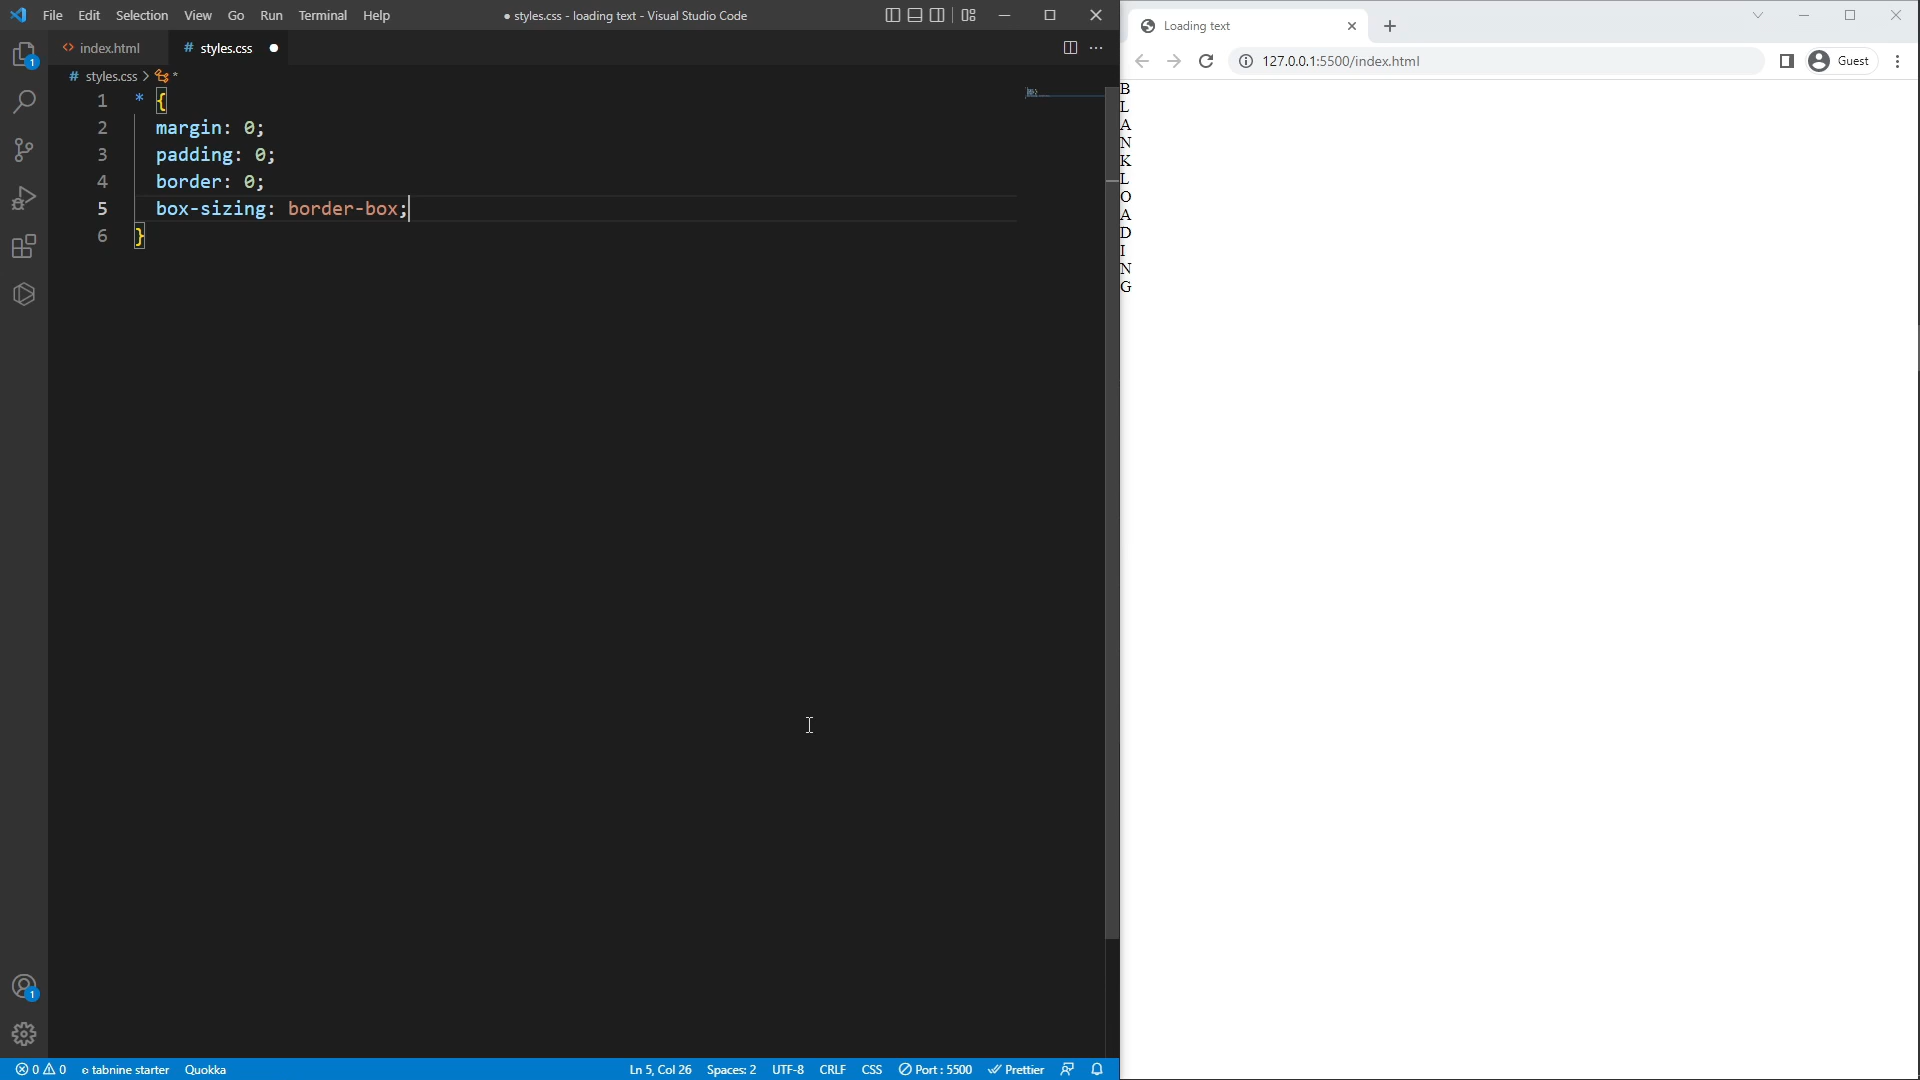 File Edit Selection View Go Run Terminal Help
● styles.css - loading text - Visual Studio Code
<> index.html
# styles.css ●
# styles.css > *
1 * {
2 margin: 0;
3 padding: 0;
4 border: 0;
5 box-sizing: border-box;
6 }
1
1
0 0 tabnine starter Quokka
Ln 5, Col 26 Spaces: 2 UTF-8 CRLF CSS Port : 5500 Prettier
Loading text
127.0.0.1:5500/index.html
Guest
B
L
A
N
K
L
O
A
D
I
N
G